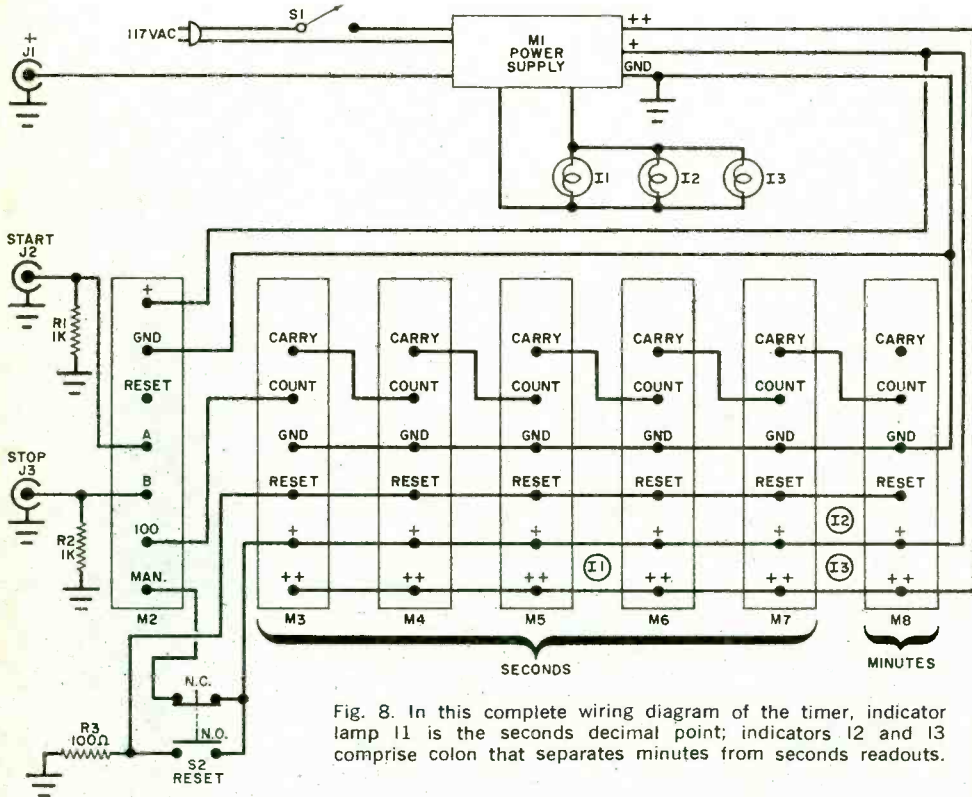 S1
117VAC
+
J1
M1
POWER
SUPPLY
++
+
GND
I1
I2
I3
START
J2
R1
1K
STOP
J3
R2
1K
+
GND
RESET
A
B
100
MAN.
M2
CARRY
CARRY
CARRY
CARRY
CARRY
CARRY
COUNT
COUNT
COUNT
COUNT
COUNT
COUNT
GND
GND
GND
GND
GND
GND
RESET
RESET
RESET
RESET
RESET
RESET
I2
+
+
+
+
+
+
I1
I3
++
++
++
++
++
++
M3
M4
M5
M6
M7
M8
SECONDS
MINUTES
N.C.
N.O.
R3
100Ω
S2
RESET
Fig. 8. In this complete wiring diagram of the timer, indicator
lamp I1 is the seconds decimal point; indicators I2 and I3
comprise colon that separates minutes from seconds readouts.